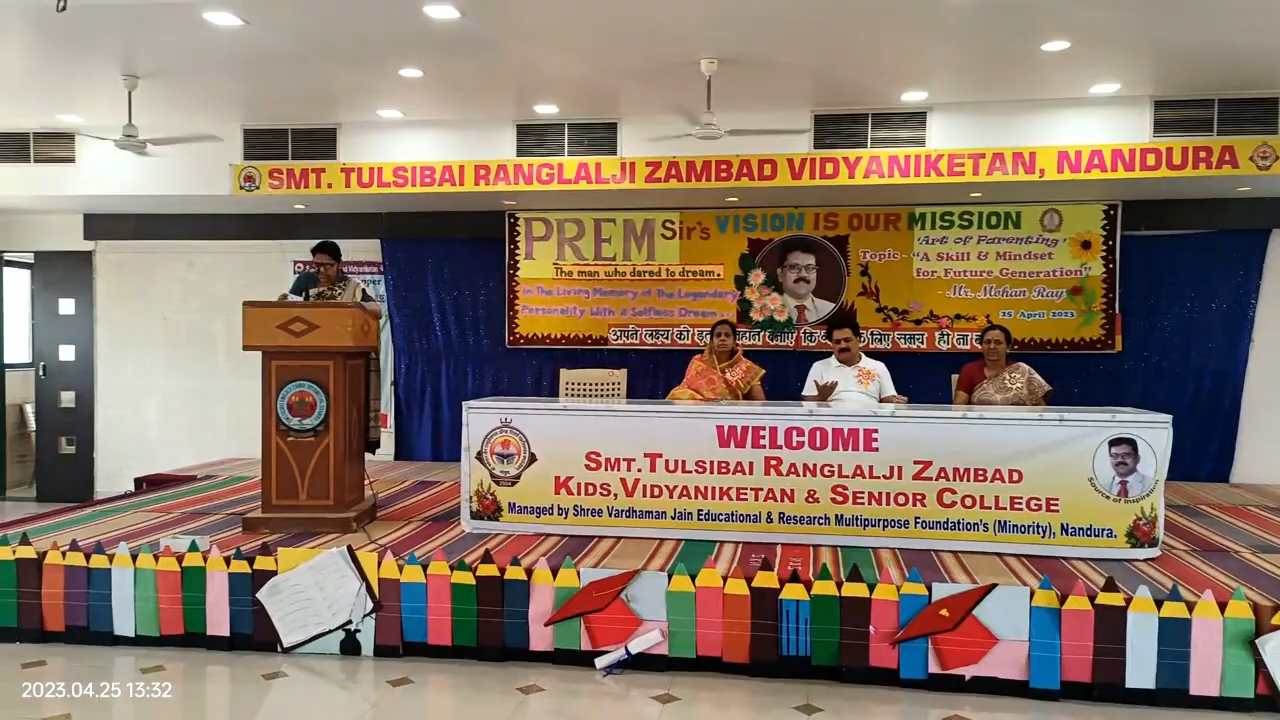 SMT. TULSIBAI RANGLALJI ZAMBAD VIDYANIKETAN, NANDURA
PREM Sir's VISION IS OUR MISSION
The man who dared to dream.
In The Living Memory of The Legendary
Personality With A Selfless Dream...
'Art of Parenting'
Topic - "A Skill & Mindset
for Future Generation"
- Mr. Mohan Ray
25 April 2023
अपने लक्ष्य को के लिए समय ही ना
WELCOME
SMT.TULSIBAI RANGLALJI ZAMBAD
KIDS,VIDYANIKETAN & SENIOR COLLEGE
Managed by Shree Vardhaman Jain Educational & Research Multipurpose Foundation's (Minority), Nandura.
Source of Inspiration
2004
2023.04.25 13:32